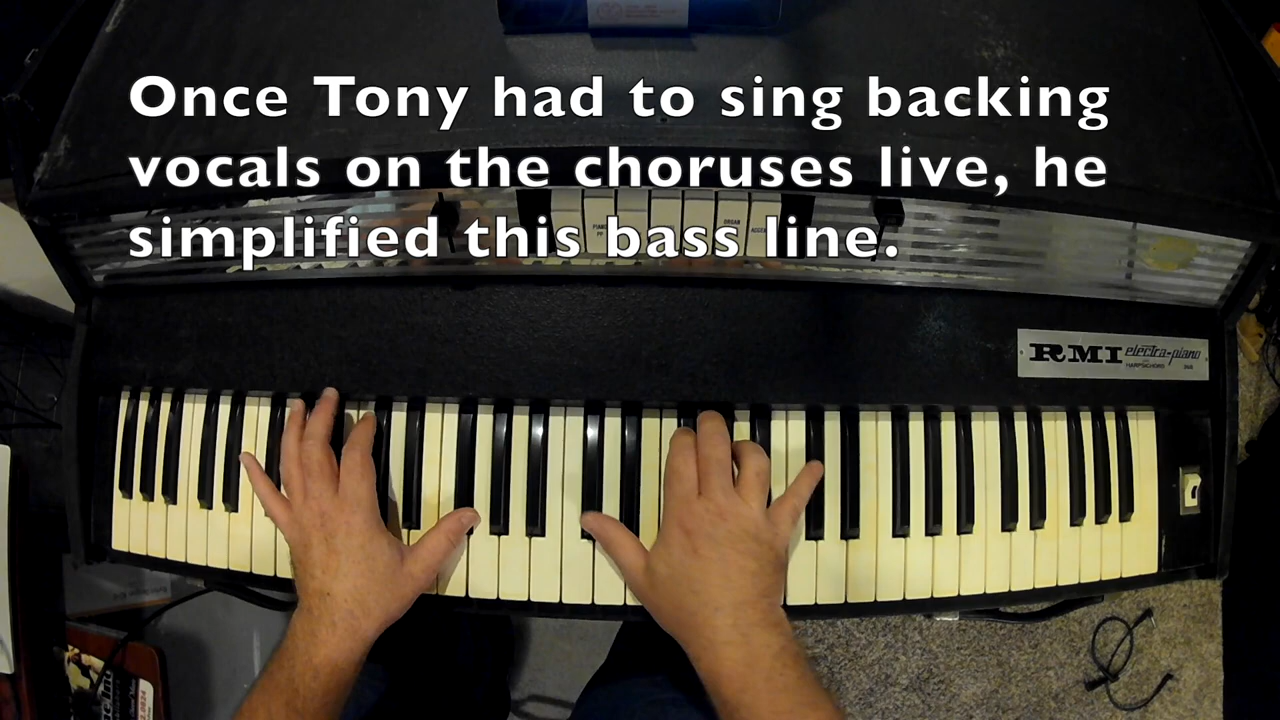 Once Tony had to sing backing
vocals on the choruses live, he
simplified this bass line.
ORGAN
RMI electra-piano
HARPSICHORD